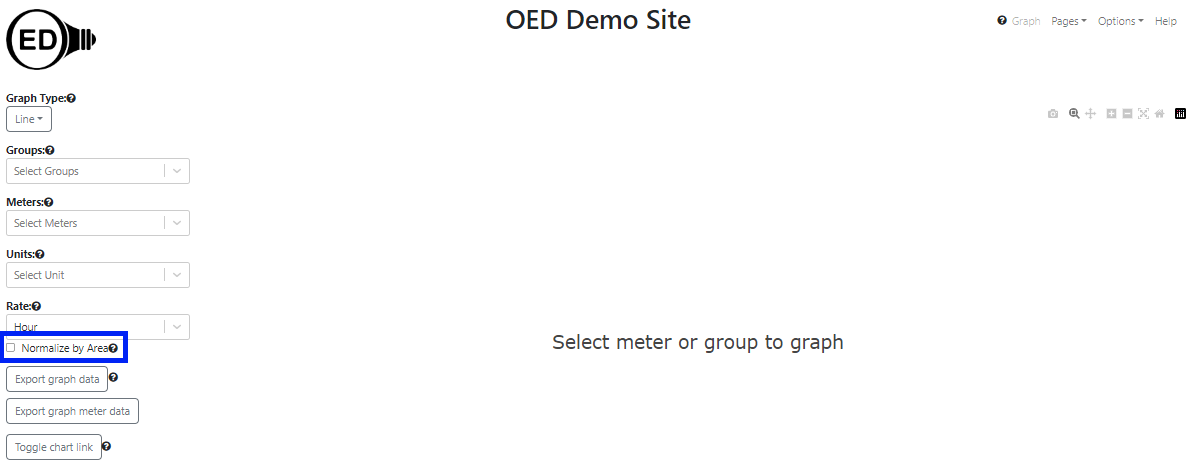 ED
OED Demo Site
Graph Pages Options Help
Graph Type:
Line
Groups:
Select Groups
Meters:
Select Meters
Units:
Select Unit
Rate:
Hour
Normalize by Area
Select meter or group to graph
Export graph data
Export graph meter data
Toggle chart link